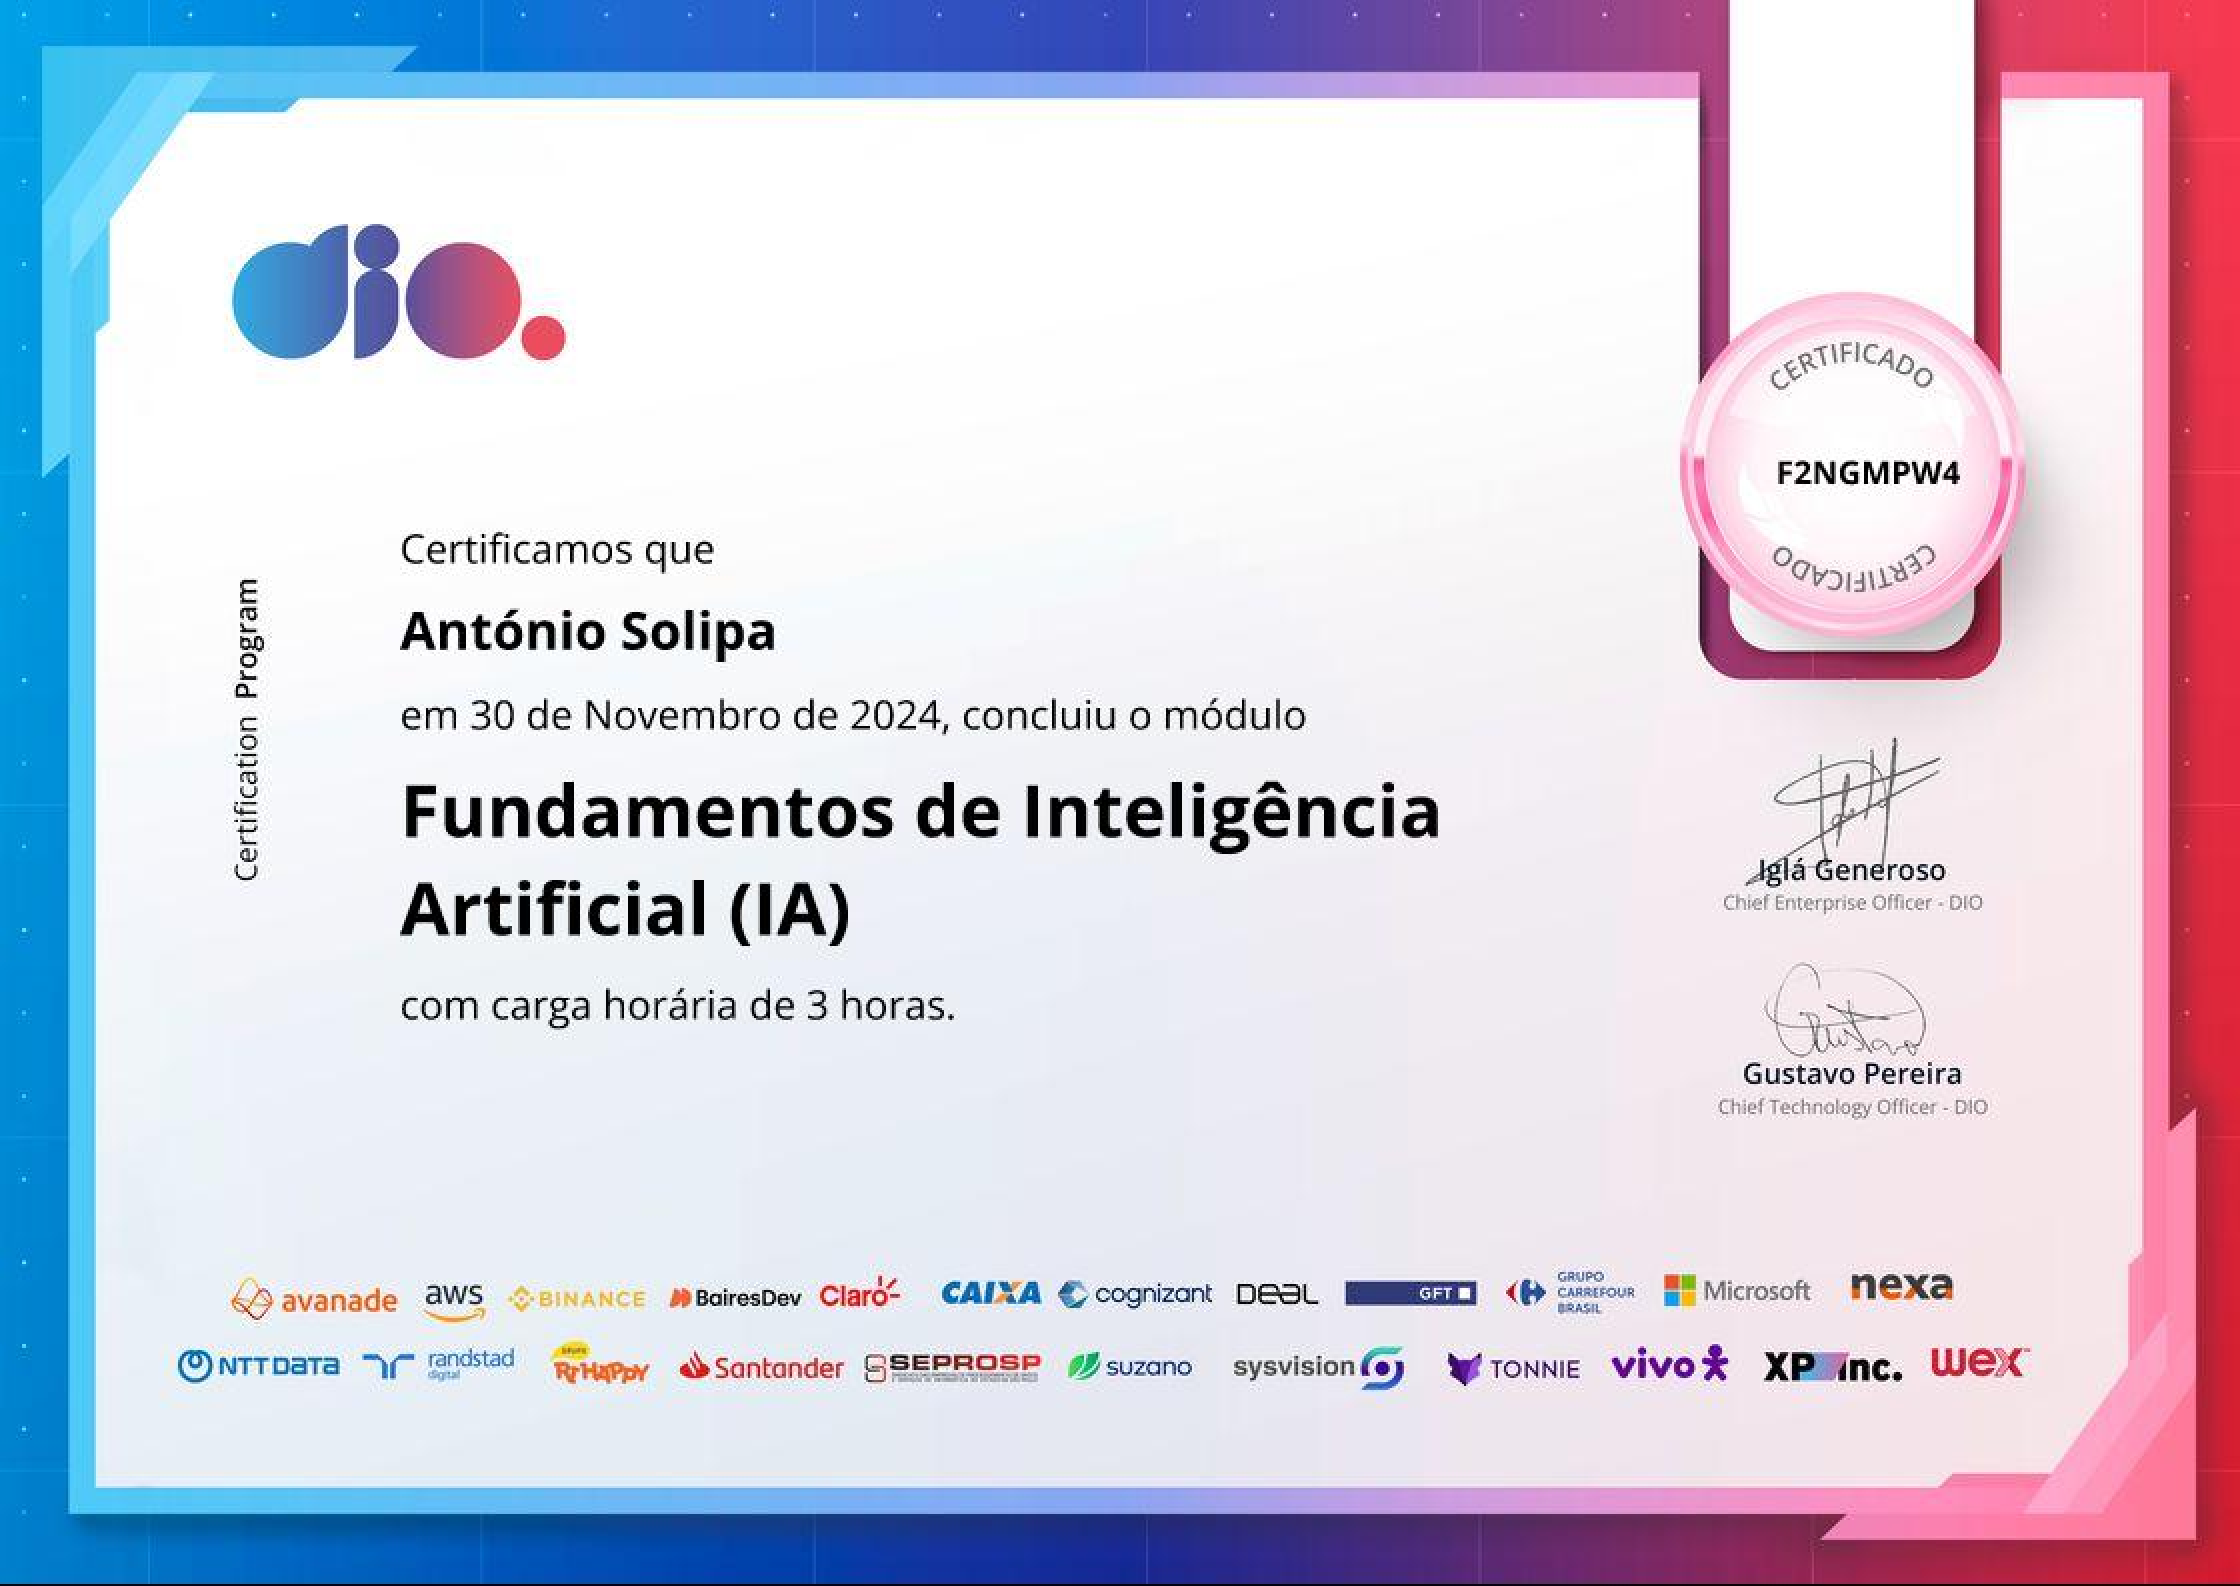 dio.
CERTIFICADO
F2NGMPW4
CERTIFICADO
Certification Program
Certificamos que
António Solipa
em 30 de Novembro de 2024, concluiu o módulo
Fundamentos de Inteligência
Artificial (IA)
com carga horária de 3 horas.
Iglá Generoso
Chief Enterprise Officer - DIO
Gustavo Pereira
Chief Technology Officer - DIO
avanade aws BINANCE BairesDev Claro CAIXA cognizant Deal GFT GRUPO CARREFOUR BRASIL Microsoft nexa
NTT DATA randstad digital GRUPO Ri HAPPY Santander SEPROSP suzano sysvision TONNIE vivo XP inc. wex